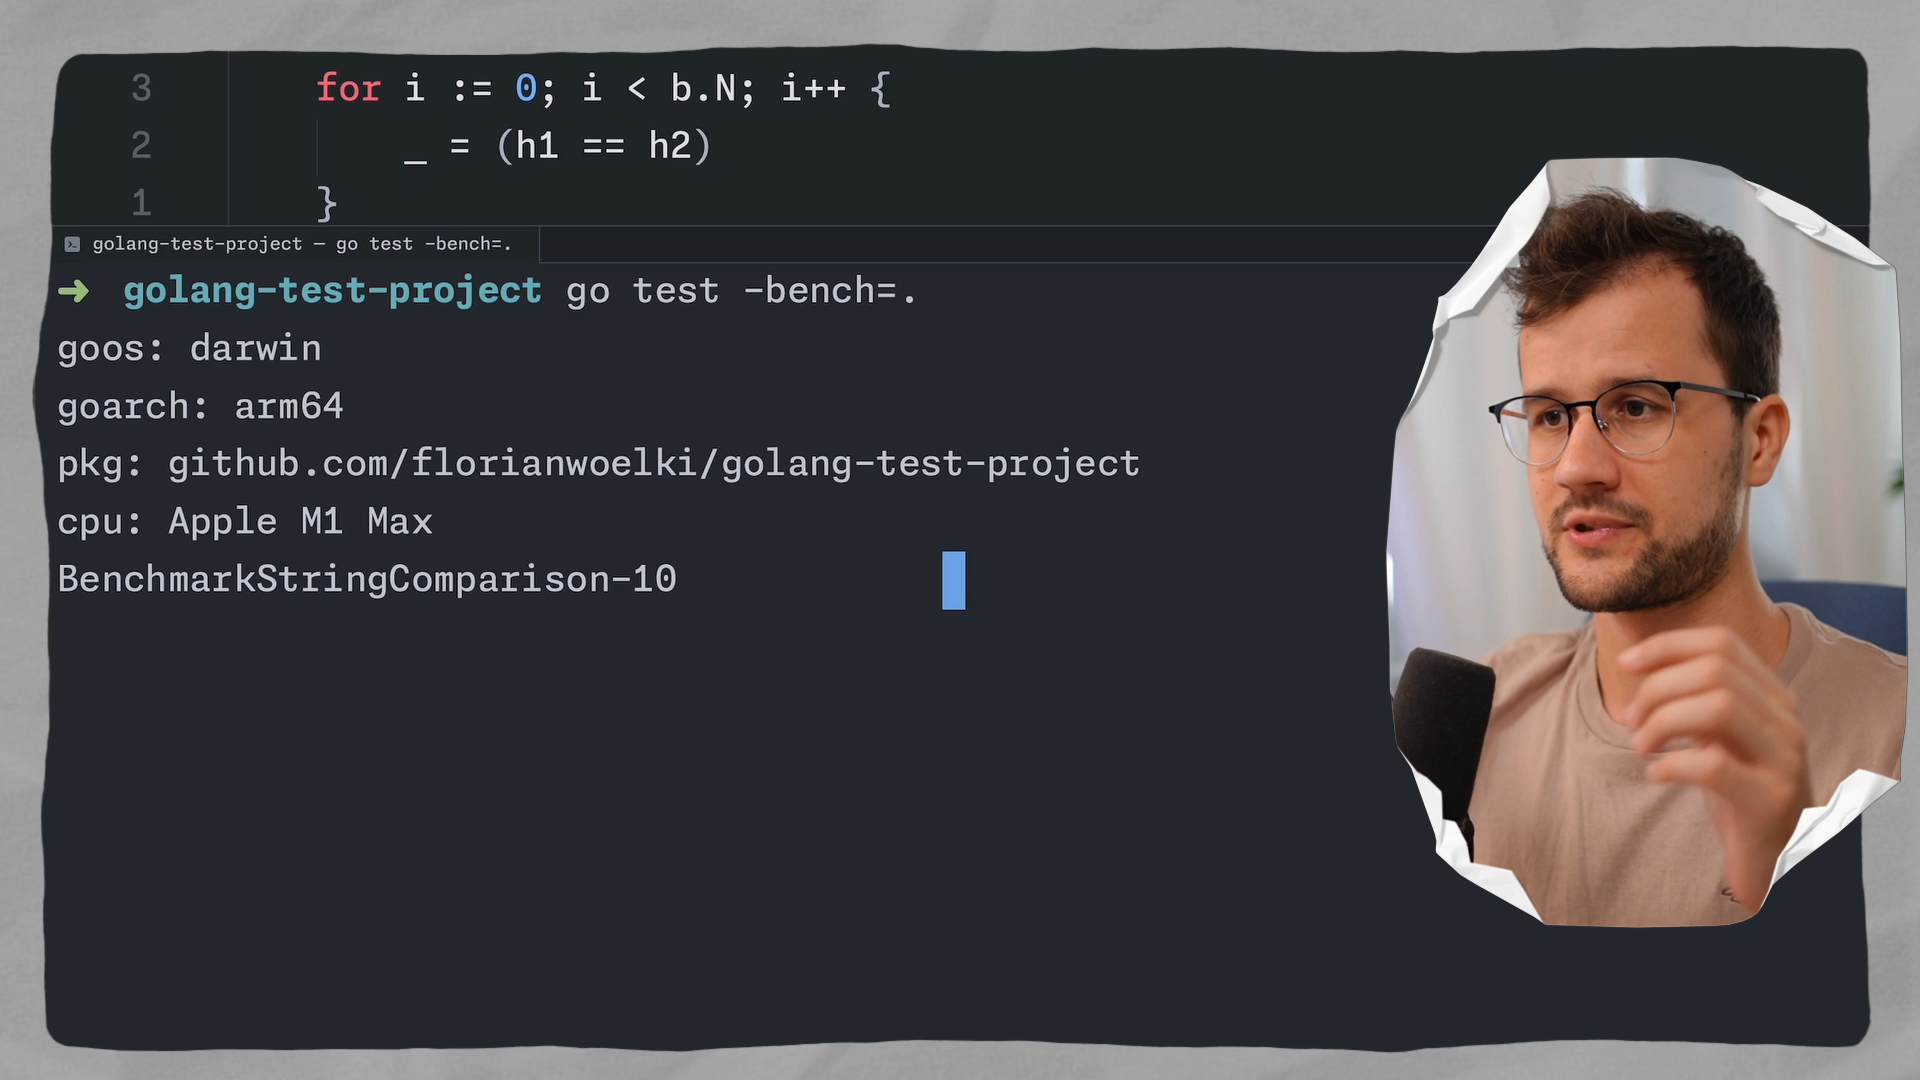 3 for i := 0; i < b.N; i++ {
2 _ = (h1 == h2)
1 }
golang-test-project — go test -bench=.
➜ golang-test-project go test -bench=.
goos: darwin
goarch: arm64
pkg: github.com/florianwoelki/golang-test-project
cpu: Apple M1 Max
BenchmarkStringComparison-10